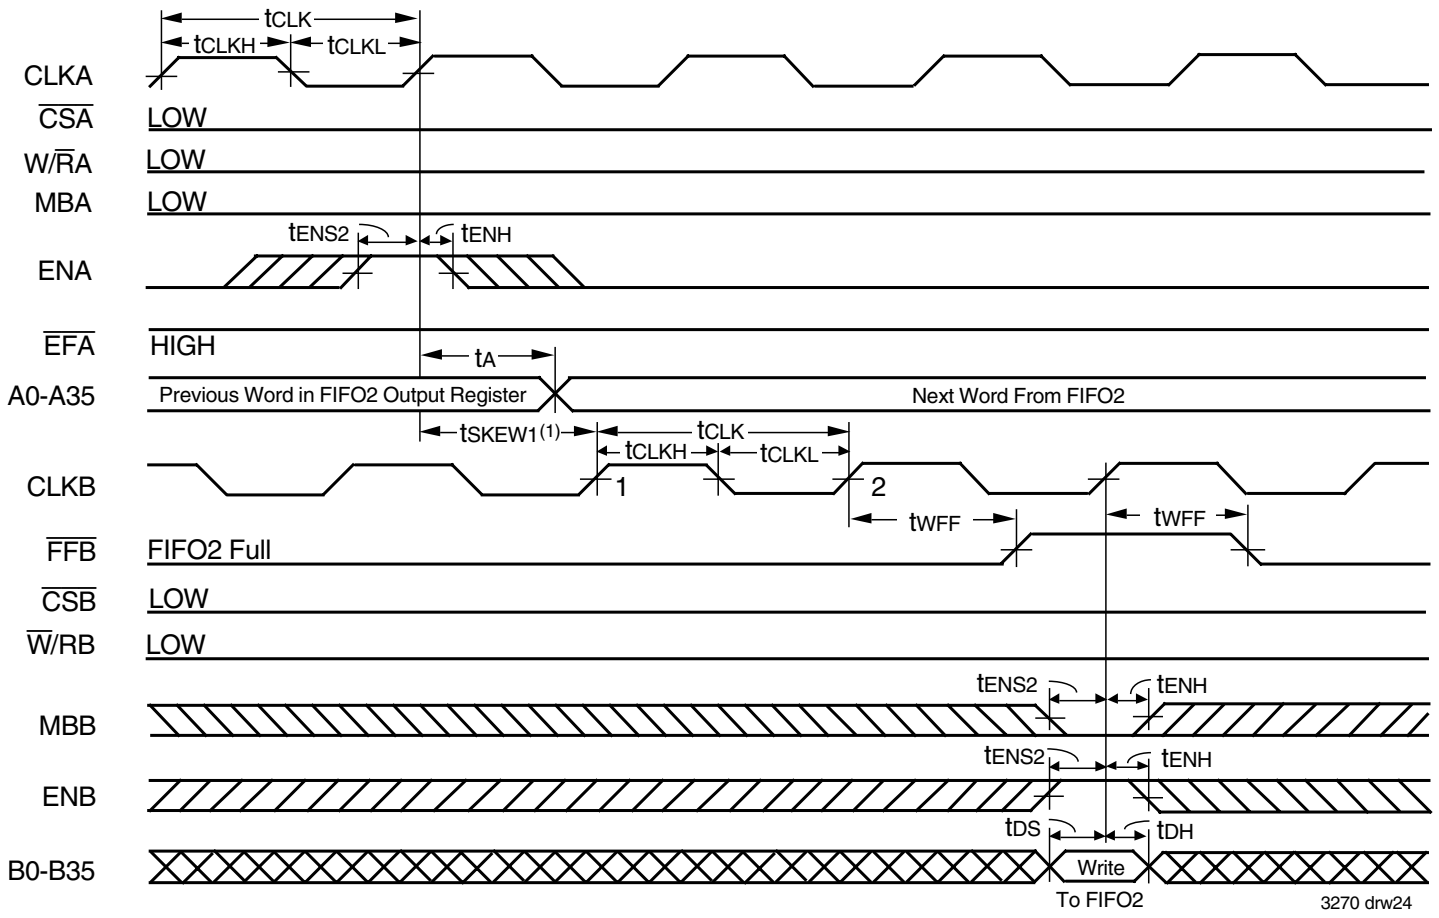 tCLK
tCLKH tCLKL
CLKA
CSA LOW
W/RA LOW
MBA LOW
tENS2 tENH
ENA
EFA HIGH
tA
A0-A35 Previous Word in FIFO2 Output Register Next Word From FIFO2
tSKEW1(1) tCLK
tCLKH tCLKL
CLKB 1 2
tWFF tWFF
FFB FIFO2 Full
CSB LOW
W/RB LOW
tENS2 tENH
MBB
tENS2 tENH
ENB
tDS tDH
B0-B35 Write
To FIFO2
3270 drw24